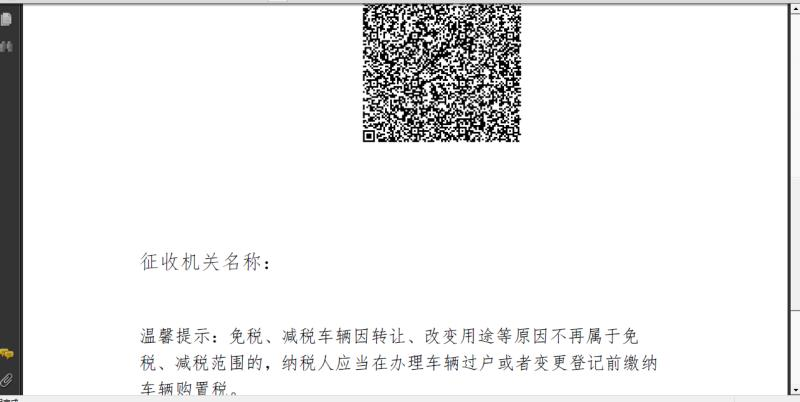 征收机关名称：
温馨提示：免税、减税车辆因转让、改变用途等原因不再属于免
税、减税范围的，纳税人应当在办理车辆过户或者变更登记前缴纳
车辆购置税。